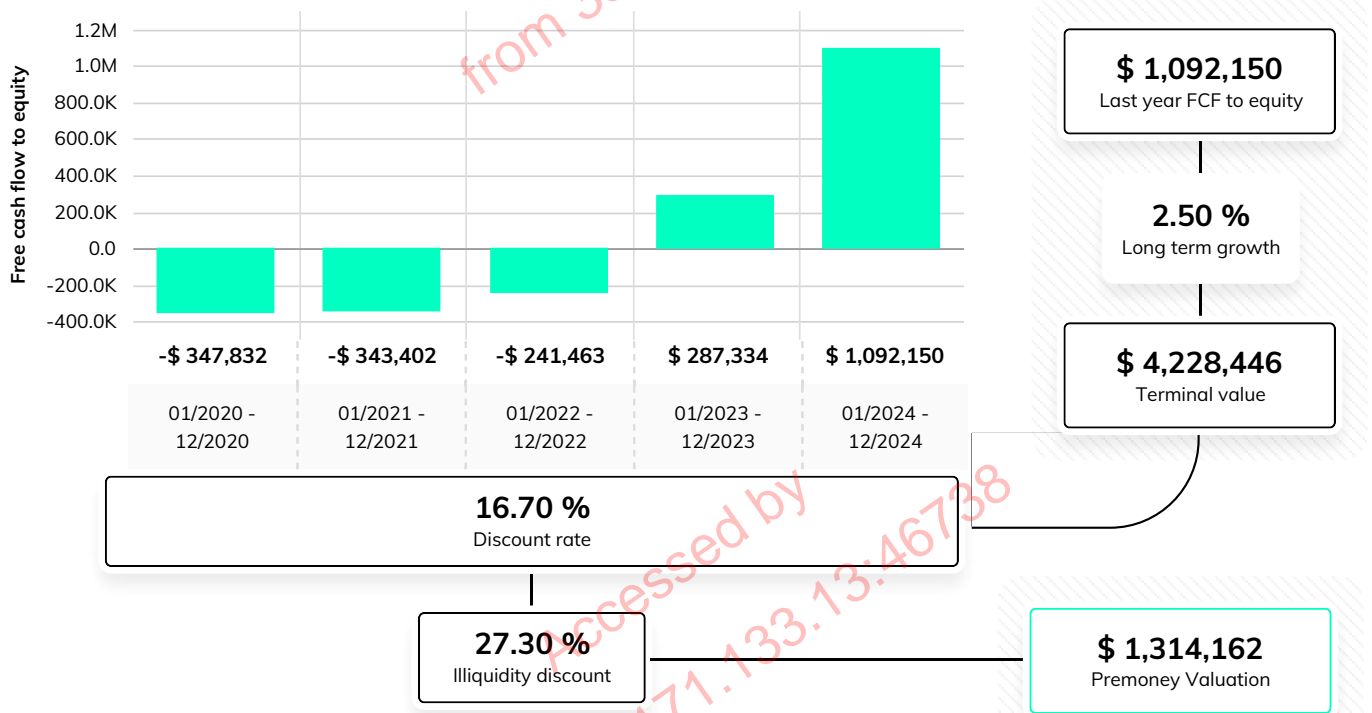 Free cash flow to equity
1.2M
1.0M
800.0K
600.0K
400.0K
200.0K
0.0
-200.0K
-400.0K
-$ 347,832
-$ 343,402
-$ 241,463
$ 287,334
$ 1,092,150
01/2020 -
12/2020
01/2021 -
12/2021
01/2022 -
12/2022
01/2023 -
12/2023
01/2024 -
12/2024
16.70 %
Discount rate
27.30 %
Illiquidity discount
$ 1,092,150
Last year FCF to equity
2.50 %
Long term growth
$ 4,228,446
Terminal value
$ 1,314,162
Premoney Valuation
from
Accessed by
171.133.13:46738